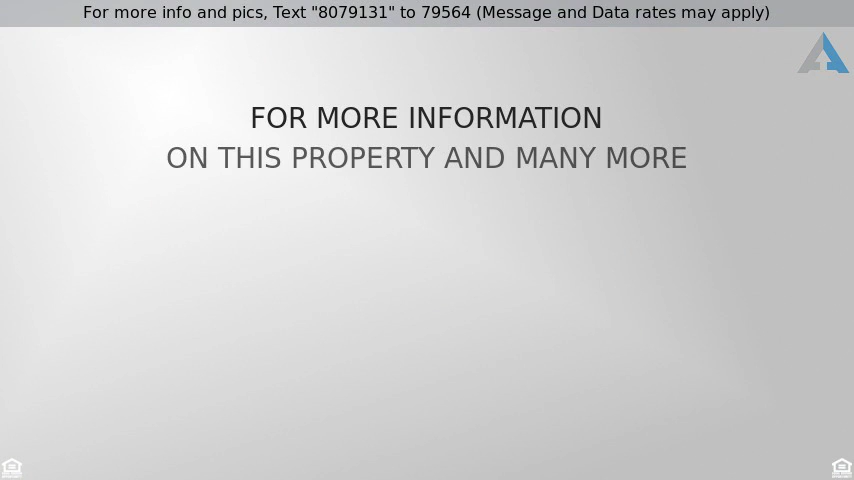 For more info and pics, Text "8079131" to 79564 (Message and Data rates may apply)
FOR MORE INFORMATION
ON THIS PROPERTY AND MANY MORE